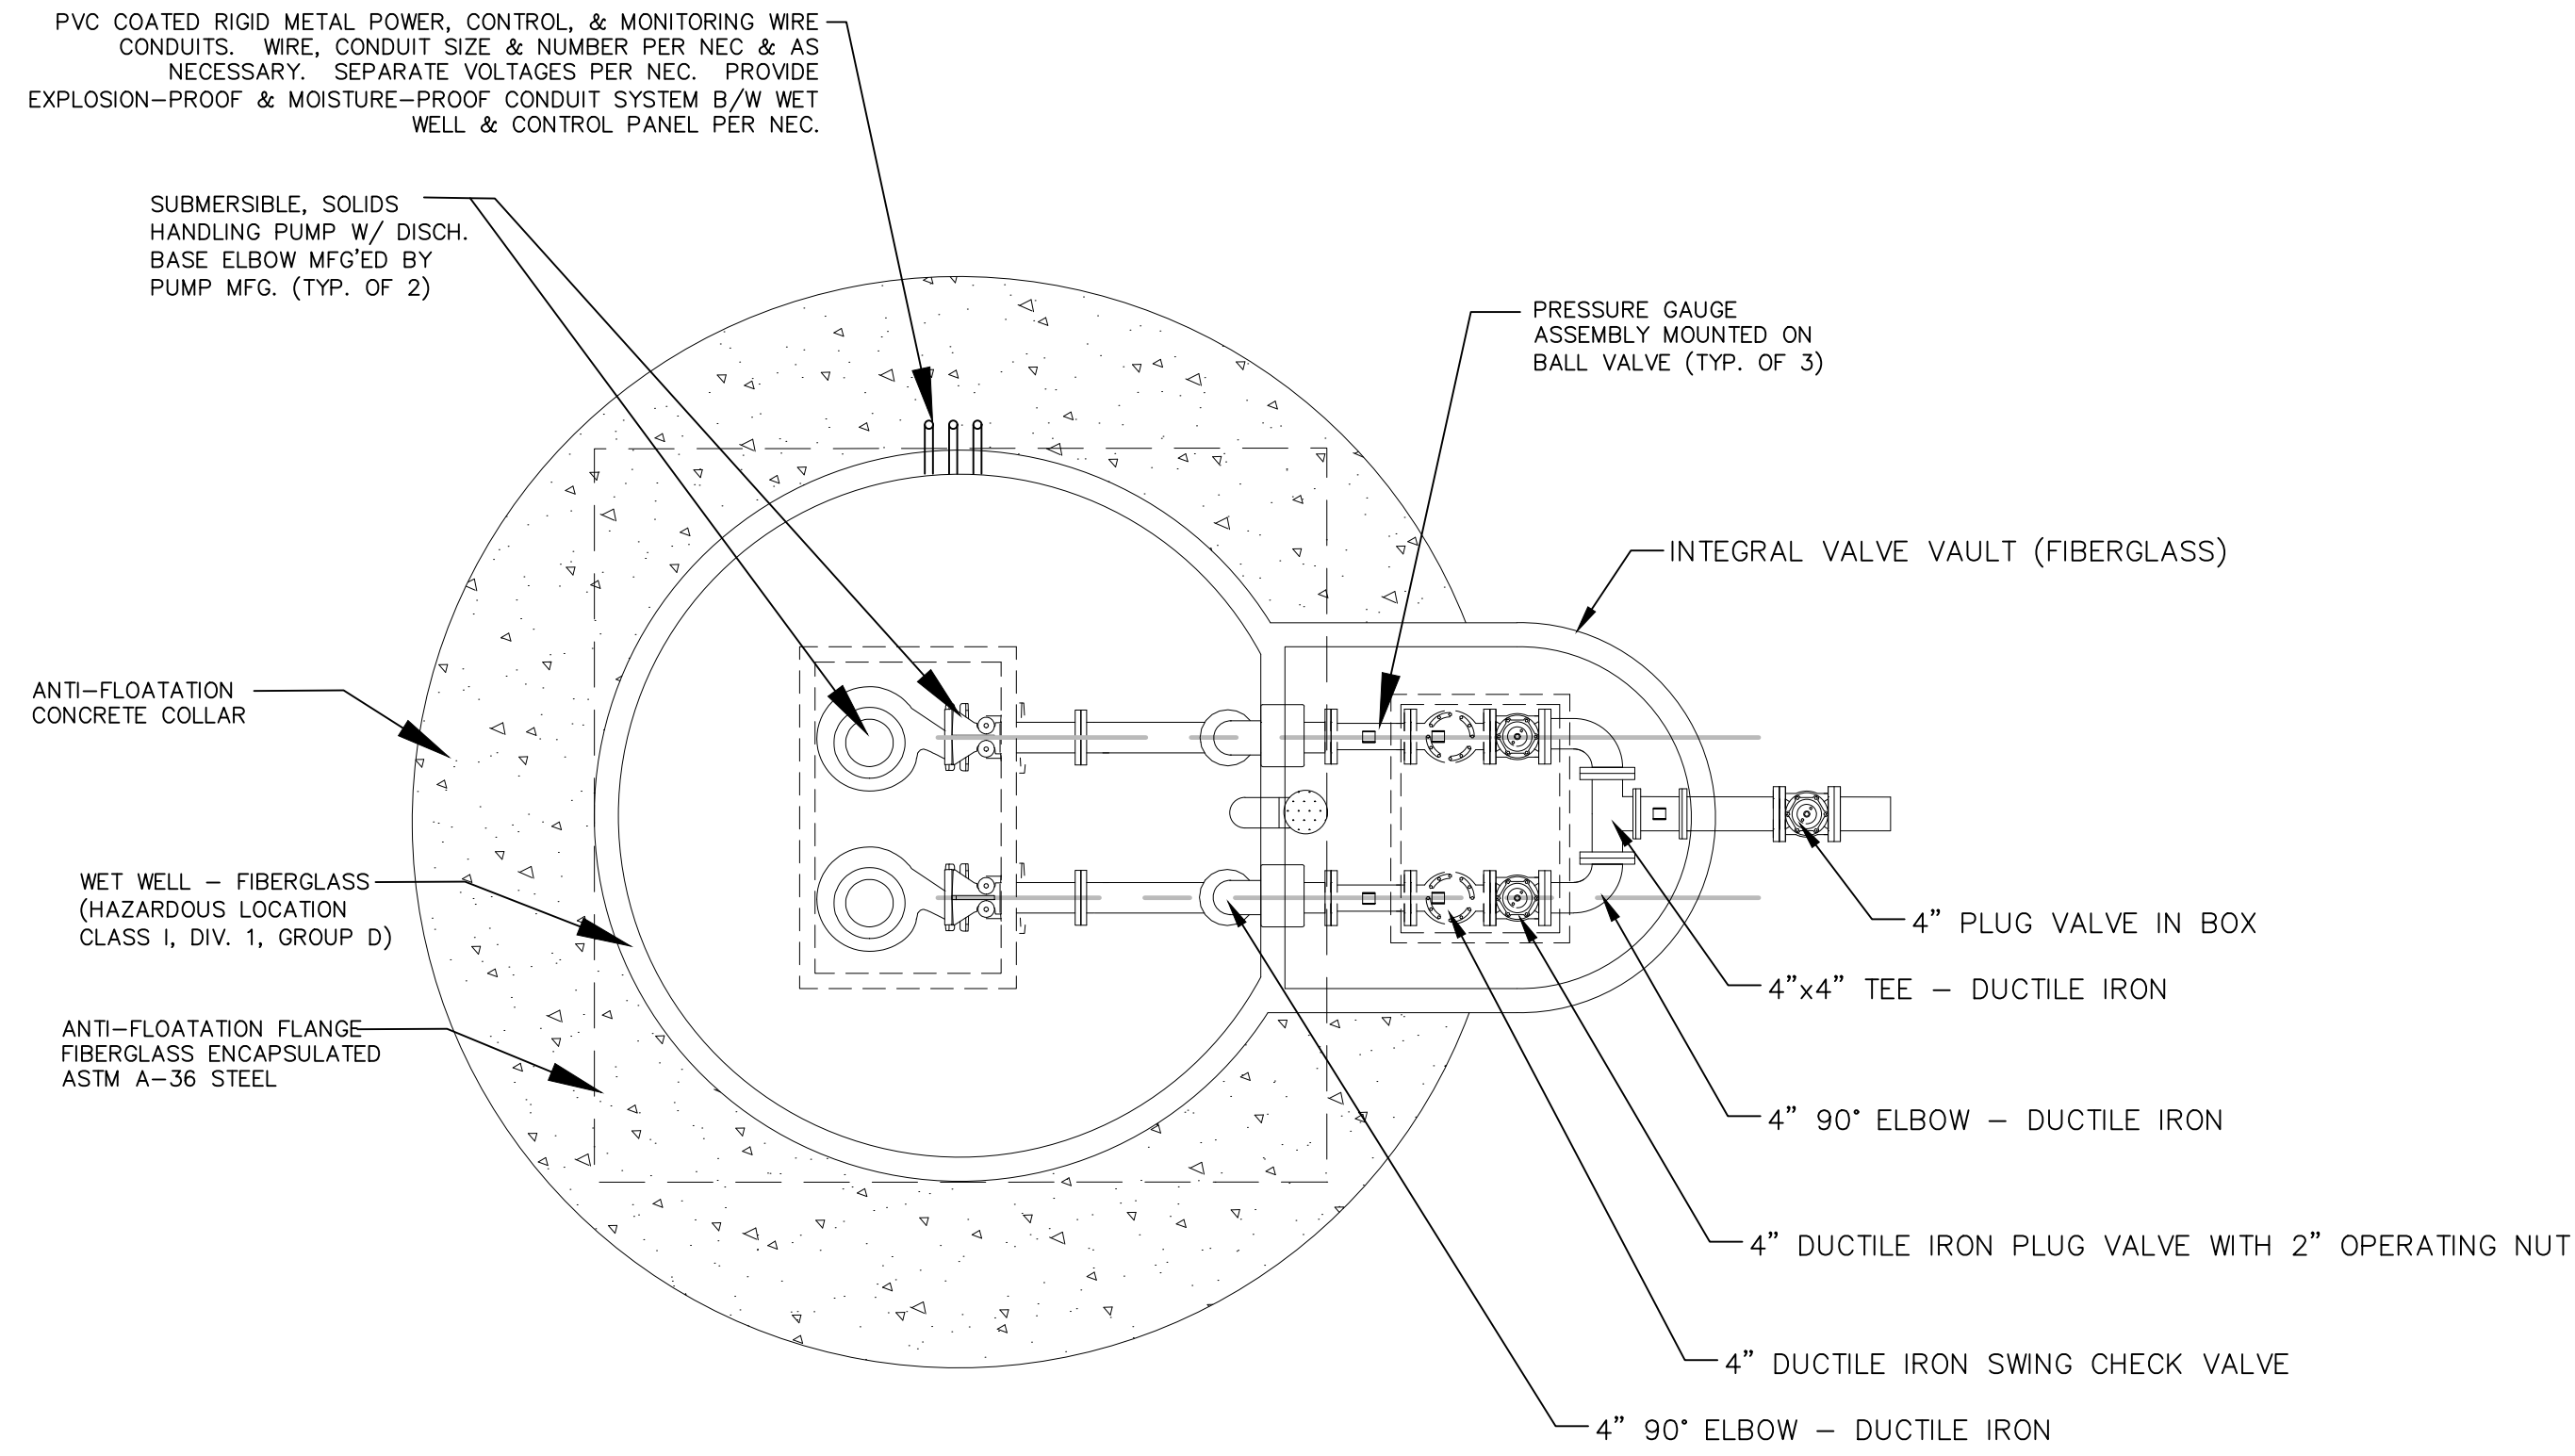 PVC COATED RIGID METAL POWER, CONTROL, & MONITORING WIRE
CONDUITS. WIRE, CONDUIT SIZE & NUMBER PER NEC & AS
NECESSARY. SEPARATE VOLTAGES PER NEC. PROVIDE
EXPLOSION-PROOF & MOISTURE-PROOF CONDUIT SYSTEM B/W WET
WELL & CONTROL PANEL PER NEC.
SUBMERSIBLE, SOLIDS
HANDLING PUMP W/ DISCH.
BASE ELBOW MFG'ED BY
PUMP MFG. (TYP. OF 2)
PRESSURE GAUGE
ASSEMBLY MOUNTED ON
BALL VALVE (TYP. OF 3)
INTEGRAL VALVE VAULT (FIBERGLASS)
ANTI-FLOATATION
CONCRETE COLLAR
WET WELL - FIBERGLASS
(HAZARDOUS LOCATION
CLASS I, DIV. 1, GROUP D)
ANTI-FLOATATION FLANGE
FIBERGLASS ENCAPSULATED
ASTM A-36 STEEL
4" PLUG VALVE IN BOX
4"x4" TEE - DUCTILE IRON
4" 90° ELBOW - DUCTILE IRON
4" DUCTILE IRON PLUG VALVE WITH 2" OPERATING NUT
4" DUCTILE IRON SWING CHECK VALVE
4" 90° ELBOW - DUCTILE IRON